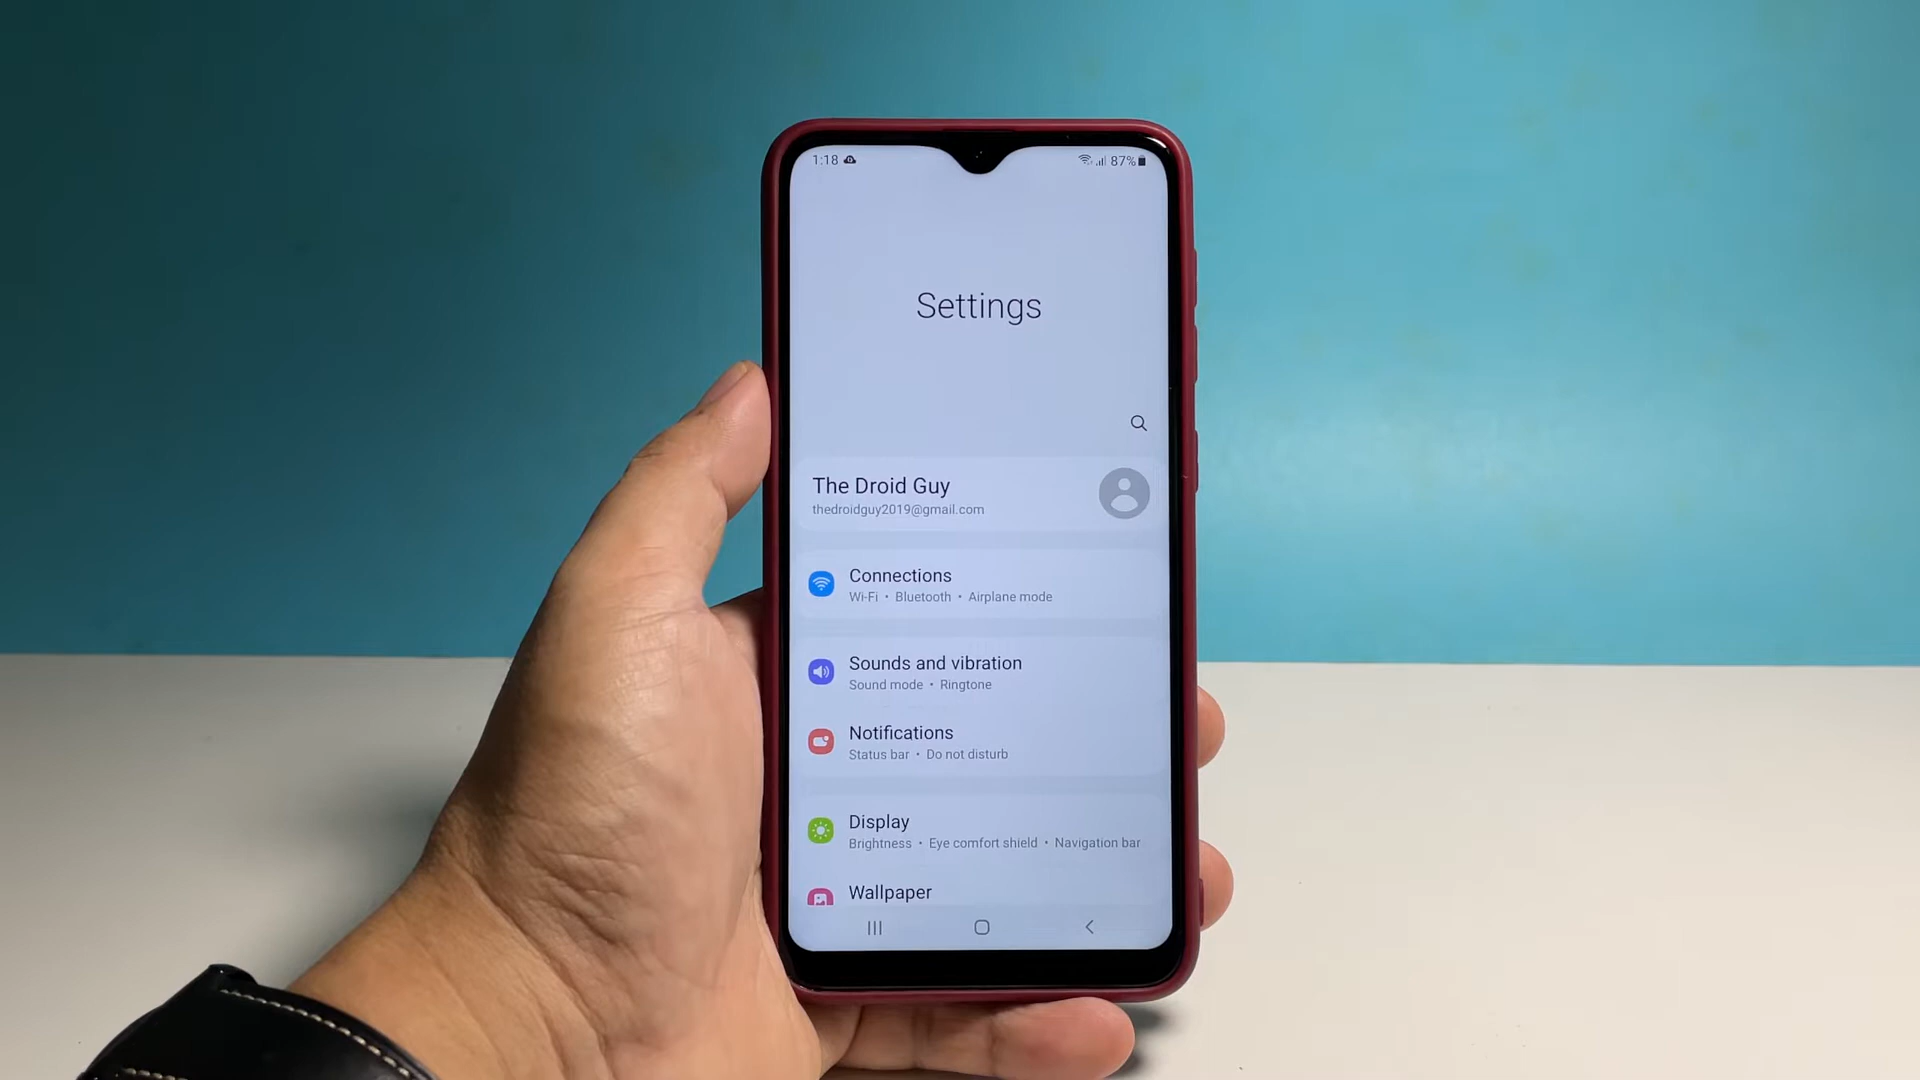 1:18
87%
Settings
The Droid Guy
thedroidguy2019@gmail.com
Connections
Wi-Fi • Bluetooth • Airplane mode
Sounds and vibration
Sound mode • Ringtone
Notifications
Status bar • Do not disturb
Display
Brightness • Eye comfort shield • Navigation bar
Wallpaper